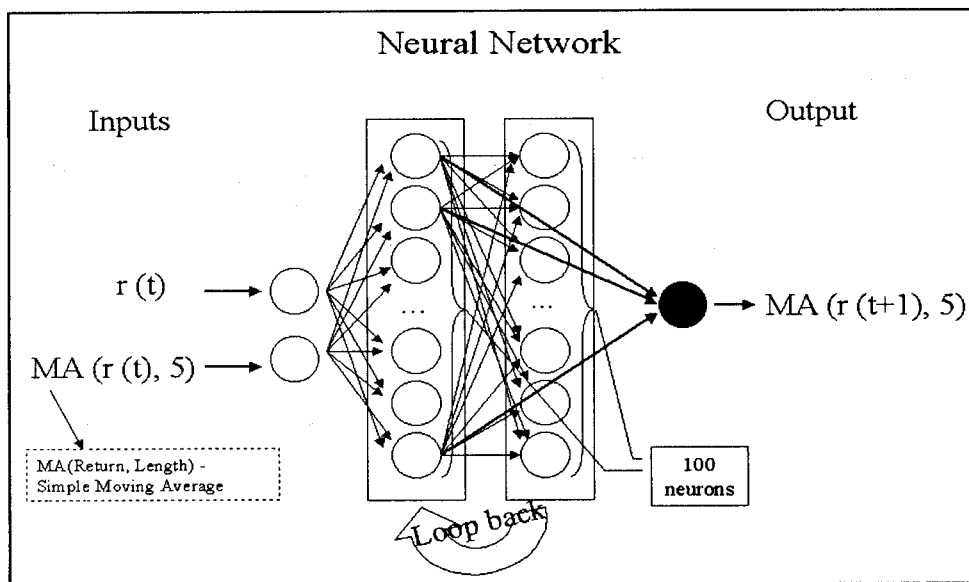 Neural Network
Inputs
Output
r (t)
...
...
MA (r (t+1), 5)
MA (r (t), 5)
MA(Return, Length) -
Simple Moving Average
100
neurons
Loop back